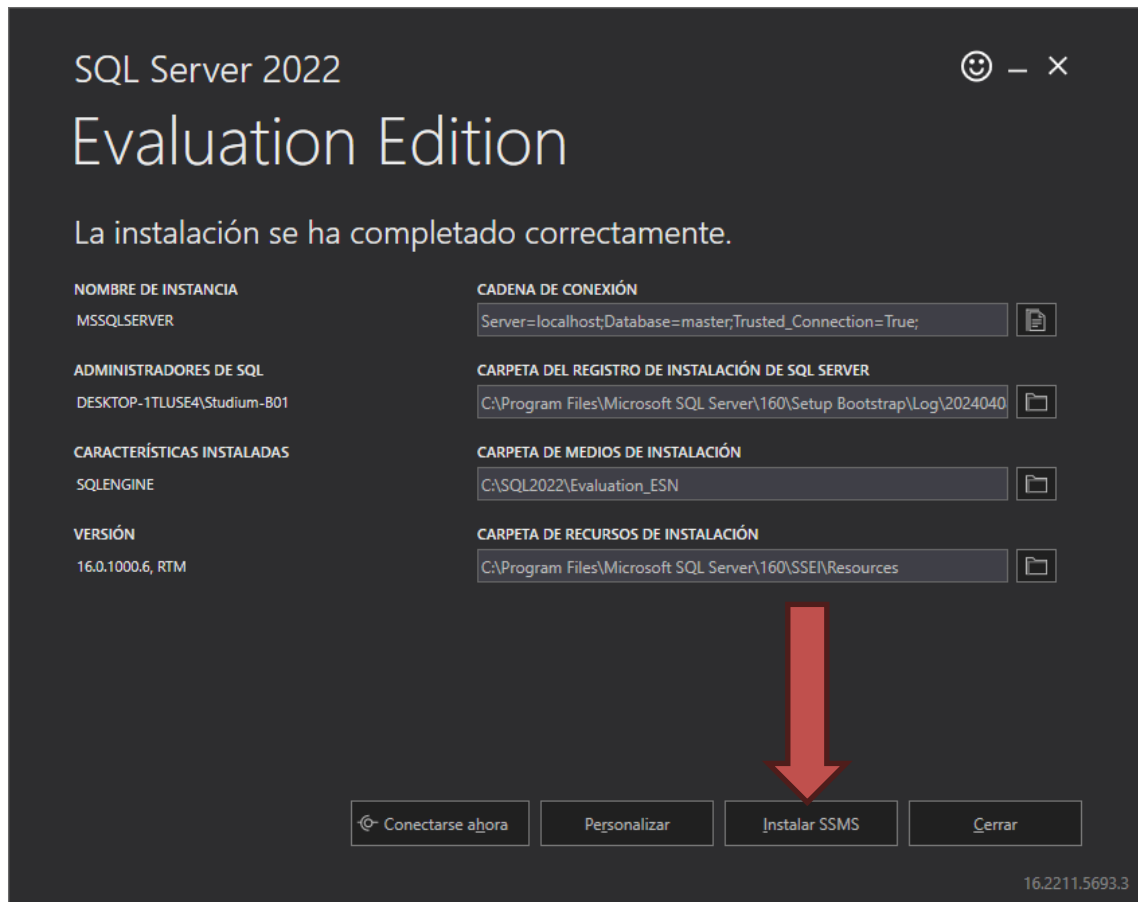 SQL Server 2022
Evaluation Edition
La instalación se ha completado correctamente.
NOMBRE DE INSTANCIA
MSSQLSERVER
CADENA DE CONEXIÓN
Server=localhost;Database=master;Trusted_Connection=True;
ADMINISTRADORES DE SQL
DESKTOP-1TLUSE4\Studium-B01
CARPETA DEL REGISTRO DE INSTALACIÓN DE SQL SERVER
C:\Program Files\Microsoft SQL Server\160\Setup Bootstrap\Log\2024040
CARACTERÍSTICAS INSTALADAS
SQLENGINE
CARPETA DE MEDIOS DE INSTALACIÓN
C:\SQL2022\Evaluation_ESN
VERSIÓN
16.0.1000.6, RTM
CARPETA DE RECURSOS DE INSTALACIÓN
C:\Program Files\Microsoft SQL Server\160\SSEI\Resources
Conectarse ahora
Personalizar
Instalar SSMS
Cerrar
16.2211.5693.3